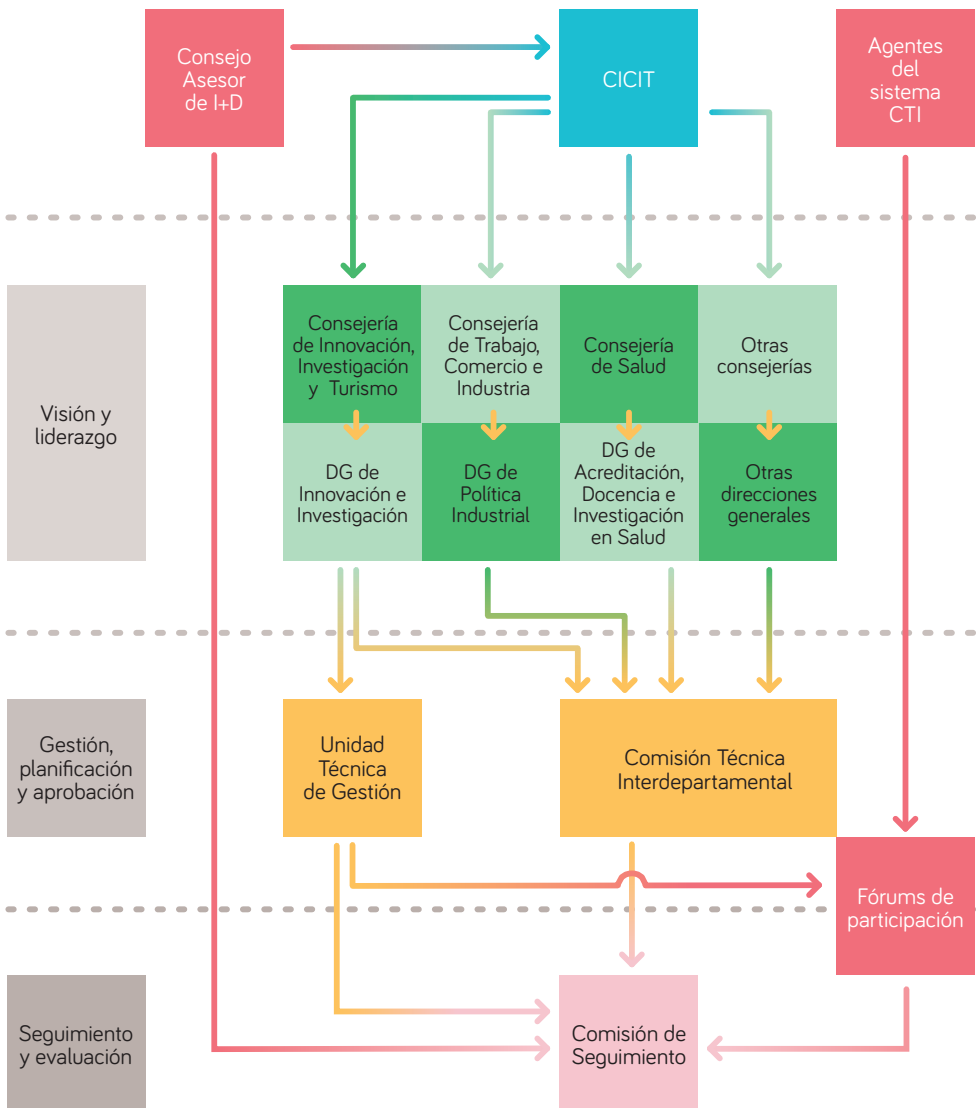 Consejo
Asesor
de I+D
CICIT
Agentes
del
sistema
CTI
Visión y
liderazgo
Consejería
de Innovación,
Investigación
y Turismo
Consejería
de Trabajo,
Comercio e
Industria
Consejería
de Salud
Otras
consejerías
DG de
Innovación e
Investigación
DG de
Política
Industrial
DG de
Acreditación,
Docencia e
Investigación
en Salud
Otras
direcciones
generales
Gestión,
planificación
y aprobación
Unidad
Técnica
de Gestión
Comisión Técnica
Interdepartamental
Fórums de
participación
Seguimiento
y evaluación
Comisión de
Seguimiento